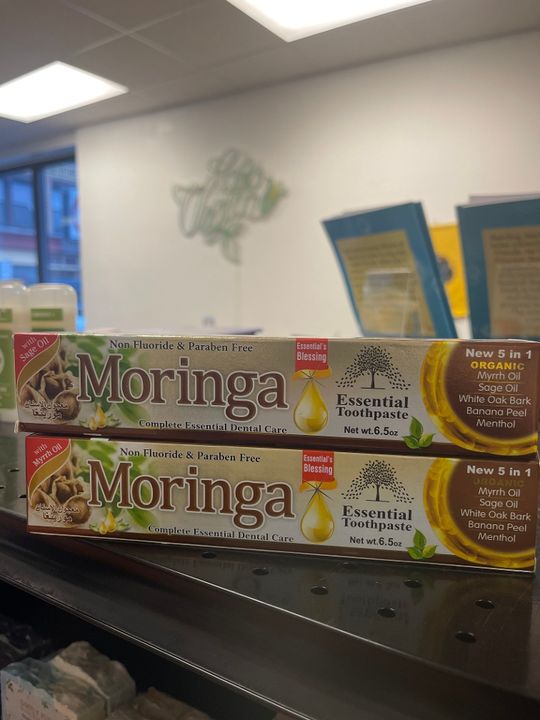 with
Sage Oil
Non Fluoride & Paraben Free
Moringa
Complete Essential Dental Care
Essential's
Blessing
Essential
Toothpaste
Net wt.6.5oz
New 5 in 1
ORGANIC
Myrrh Oil
Sage Oil
White Oak Bark
Banana Peel
Menthol
with
Myrrh Oil
Non Fluoride & Paraben Free
Moringa
Complete Essential Dental Care
Essential's
Blessing
Essential
Toothpaste
Net wt.6.5oz
New 5 in 1
ORGANIC
Myrrh Oil
Sage Oil
White Oak Bark
Banana Peel
Menthol